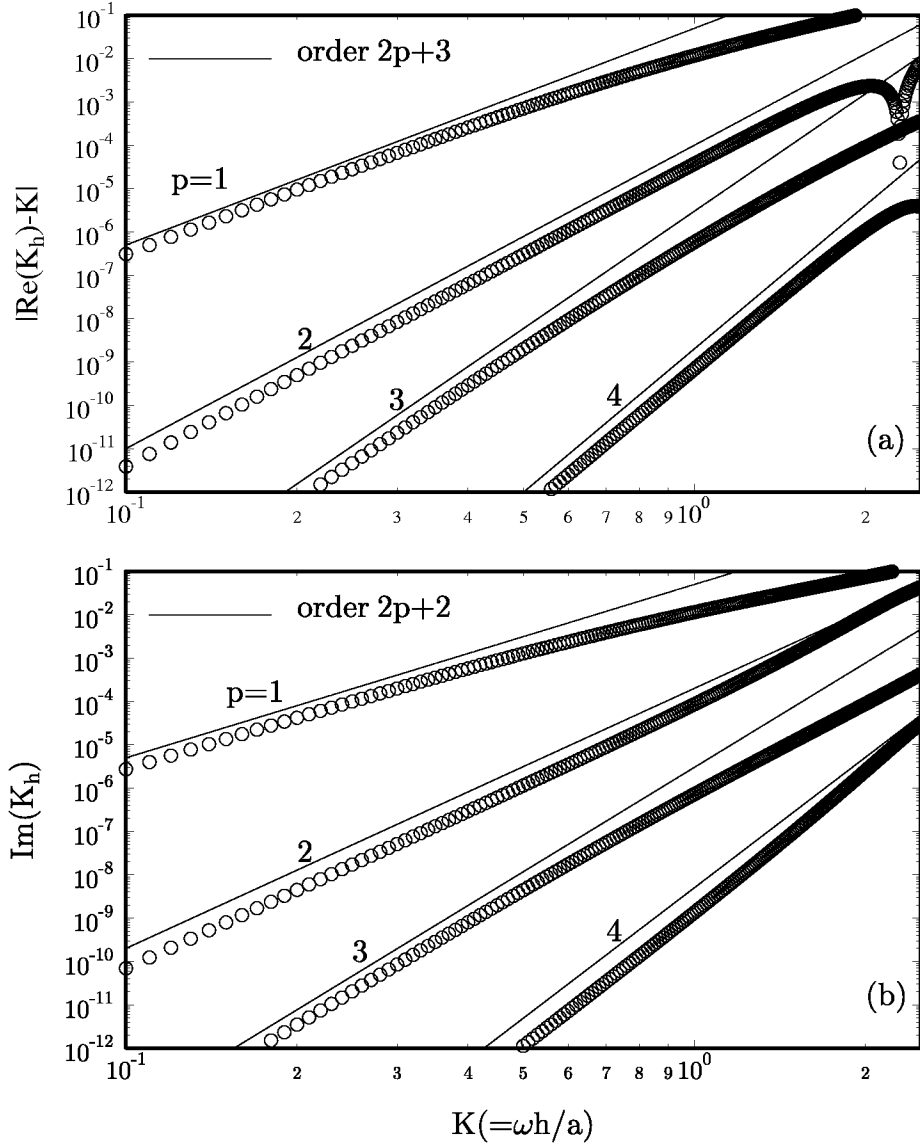 10⁻¹
order 2p+3
10⁻²
10⁻³
10⁻⁴
p=1
10⁻⁵
10⁻⁶
10⁻⁷
10⁻⁸
2
10⁻⁹
3
4
10⁻¹⁰
10⁻¹¹
(a)
10⁻¹²
|Re(K_h)-K|
10⁻¹ 2 3 4 5 6 7 8 9 10⁰ 2
10⁻¹
order 2p+2
10⁻²
10⁻³
p=1
10⁻⁴
10⁻⁵
10⁻⁶
10⁻⁷
2
10⁻⁸
10⁻⁹
3
4
10⁻¹⁰
10⁻¹¹
(b)
10⁻¹²
Im(K_h)
10⁻¹ 2 3 4 5 6 7 8 9 10⁰ 2
K(=ωh/a)